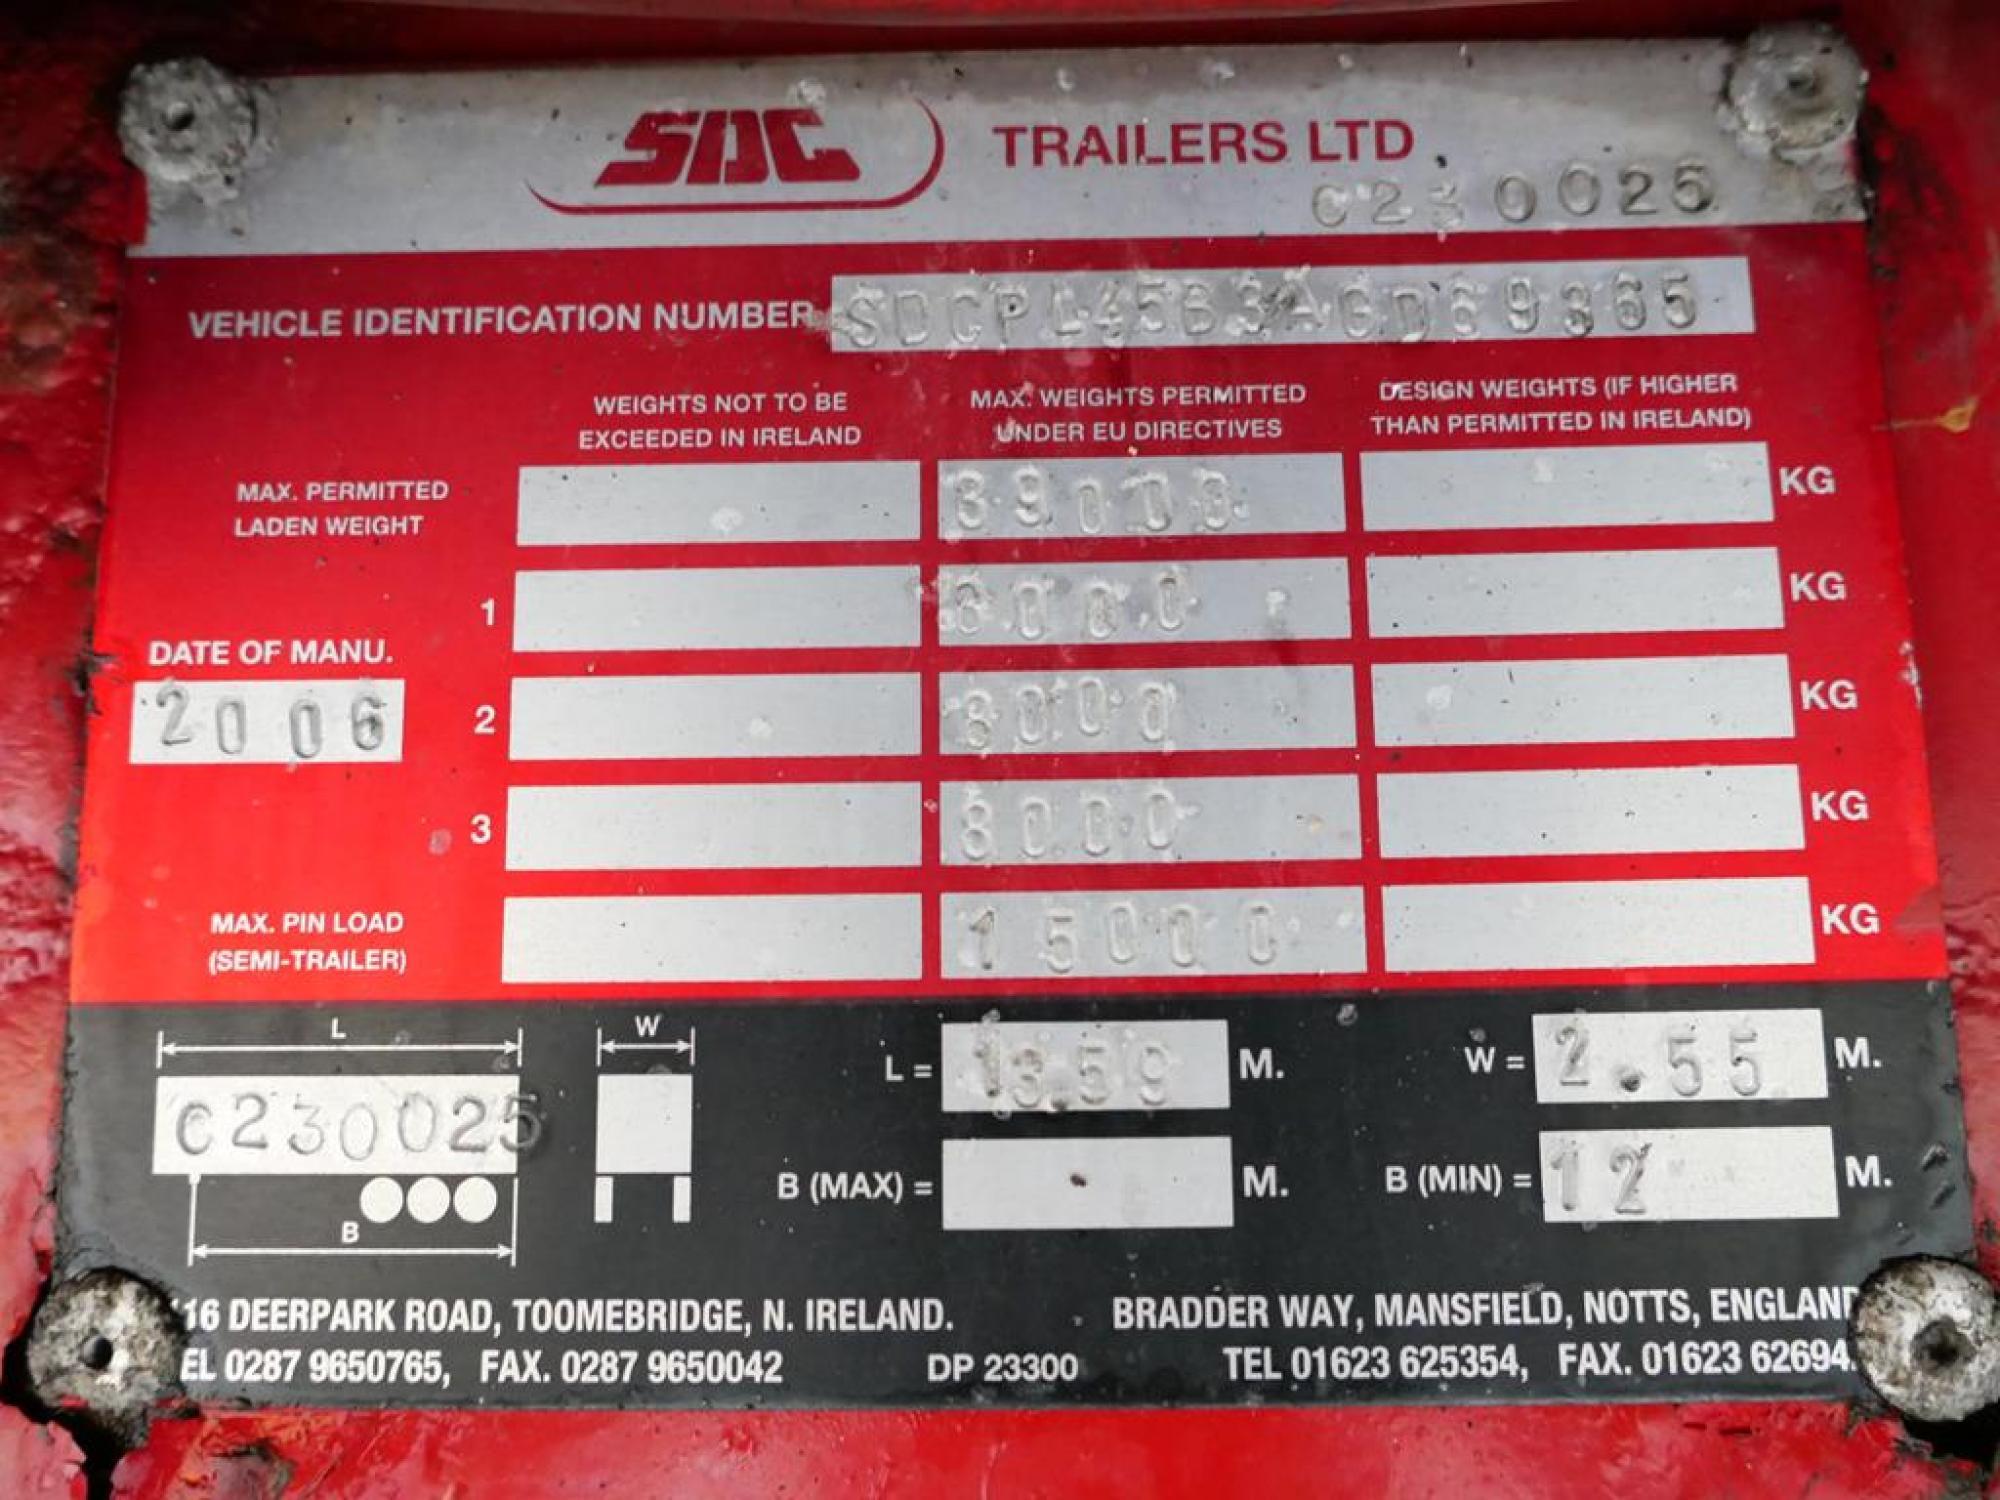 SDC TRAILERS LTD
C230025
VEHICLE IDENTIFICATION NUMBER SDCPL45B3AGD69365
WEIGHTS NOT TO BE EXCEEDED IN IRELAND
MAX. WEIGHTS PERMITTED UNDER EU DIRECTIVES
DESIGN WEIGHTS (IF HIGHER THAN PERMITTED IN IRELAND)
MAX. PERMITTED LADEN WEIGHT 39000 KG
1 8000 KG
DATE OF MANU.
2006
2 8000 KG
3 8000 KG
MAX. PIN LOAD (SEMI-TRAILER) 15000 KG
L W
L = 13.59 M. W = 2.55 M.
C230025
B (MAX) = M. B (MIN) = 12 M.
B
16 DEERPARK ROAD, TOOMEBRIDGE, N. IRELAND. BRADDER WAY, MANSFIELD, NOTTS, ENGLAND
EL 0287 9650765, FAX. 0287 9650042 DP 23300 TEL 01623 625354, FAX. 01623 62694